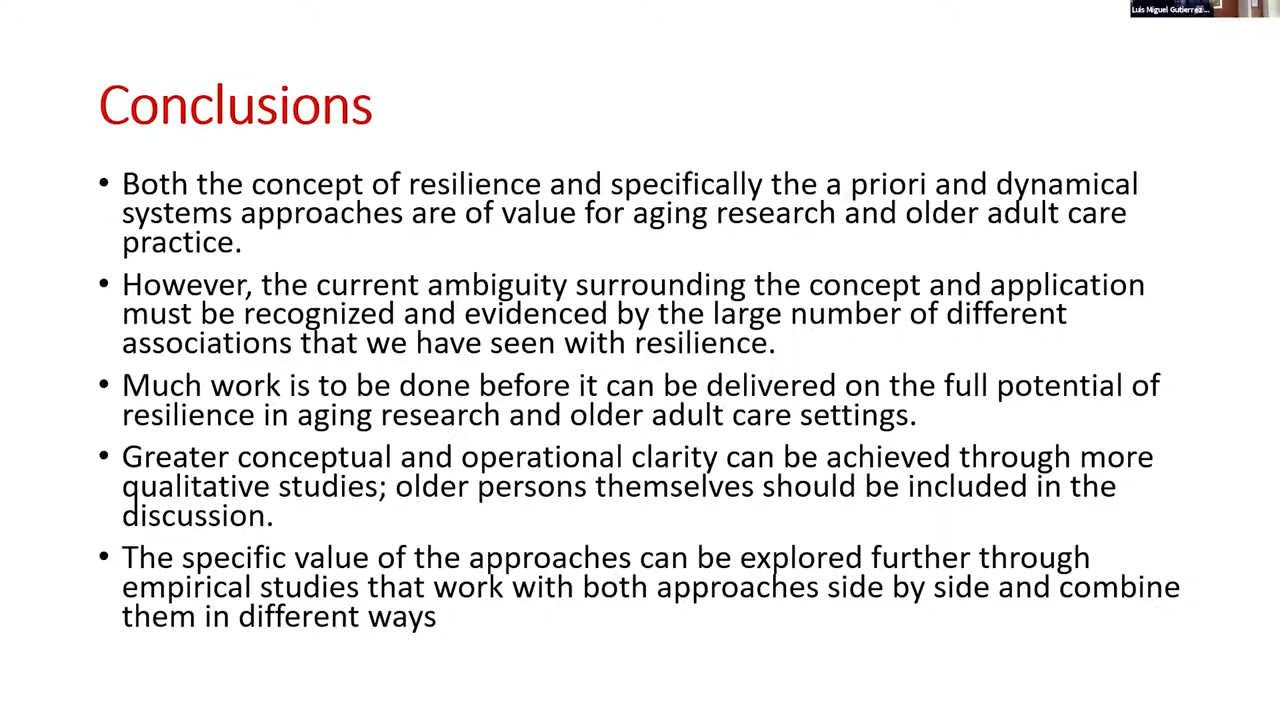 Luis Miguel Gutierrez ...
Conclusions
• Both the concept of resilience and specifically the a priori and dynamical
systems approaches are of value for aging research and older adult care
practice.
• However, the current ambiguity surrounding the concept and application
must be recognized and evidenced by the large number of different
associations that we have seen with resilience.
• Much work is to be done before it can be delivered on the full potential of
resilience in aging research and older adult care settings.
• Greater conceptual and operational clarity can be achieved through more
qualitative studies; older persons themselves should be included in the
discussion.
• The specific value of the approaches can be explored further through
empirical studies that work with both approaches side by side and combine
them in different ways